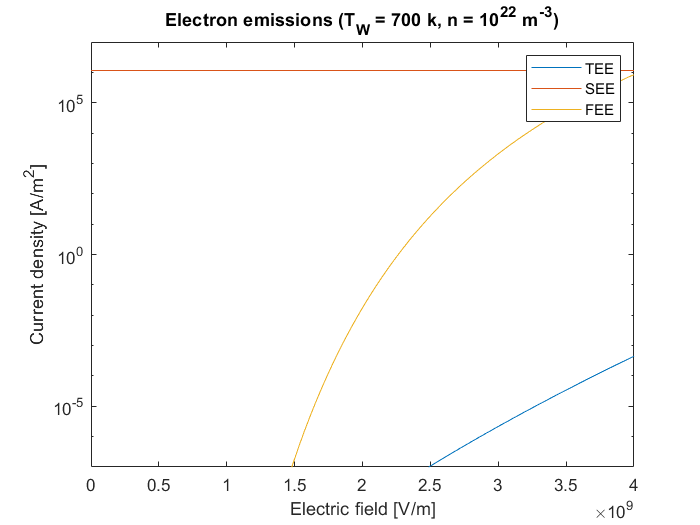 Electron emissions (T_W = 700 k, n = 10^22 m^-3)
TEE
SEE
FEE
Current density [A/m^2]
10^5
10^0
10^-5
0 0.5 1 1.5 2 2.5 3 3.5 4
Electric field [V/m]
×10^9